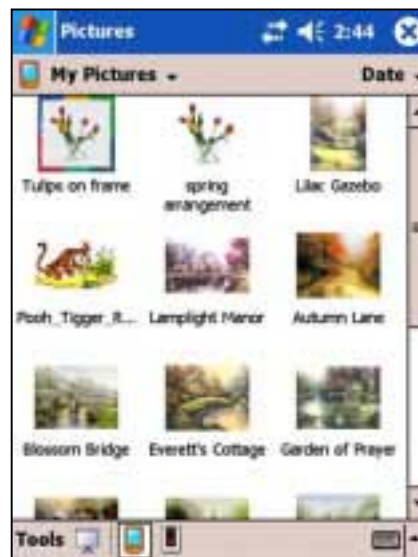 Pictures 2:44
My Pictures Date
Tulips on frame spring Lilac Gazebo
arrangement
Pooh_Tigger_R... Lamplight Manor Autumn Lane
Blossom Bridge Everett's Cottage Garden of Prayer
Tools